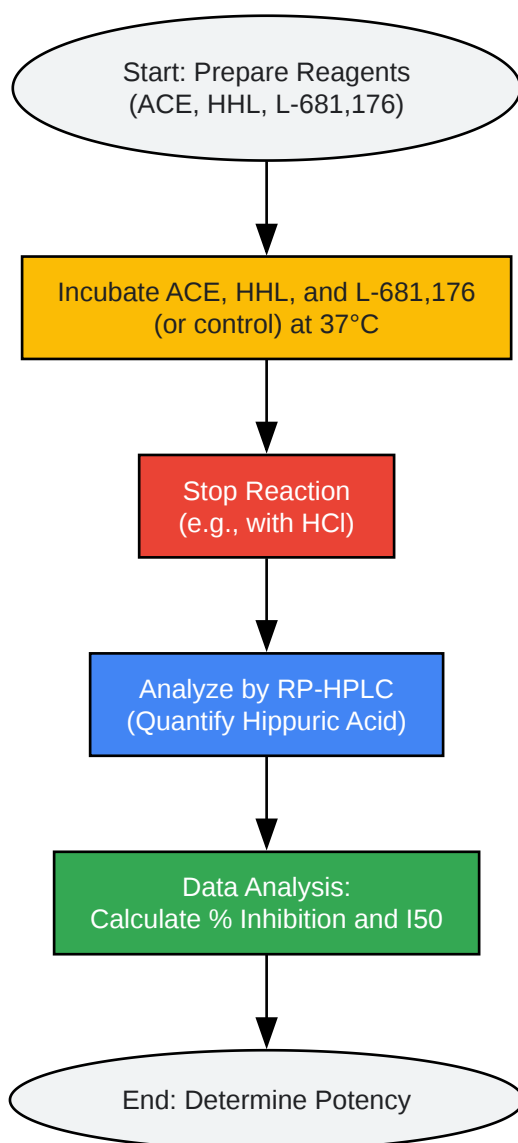 Start: Prepare Reagents
(ACE, HHL, L-681,176)
Incubate ACE, HHL, and L-681,176
(or control) at 37°C
Stop Reaction
(e.g., with HCl)
Analyze by RP-HPLC
(Quantify Hippuric Acid)
Data Analysis:
Calculate % Inhibition and I50
End: Determine Potency